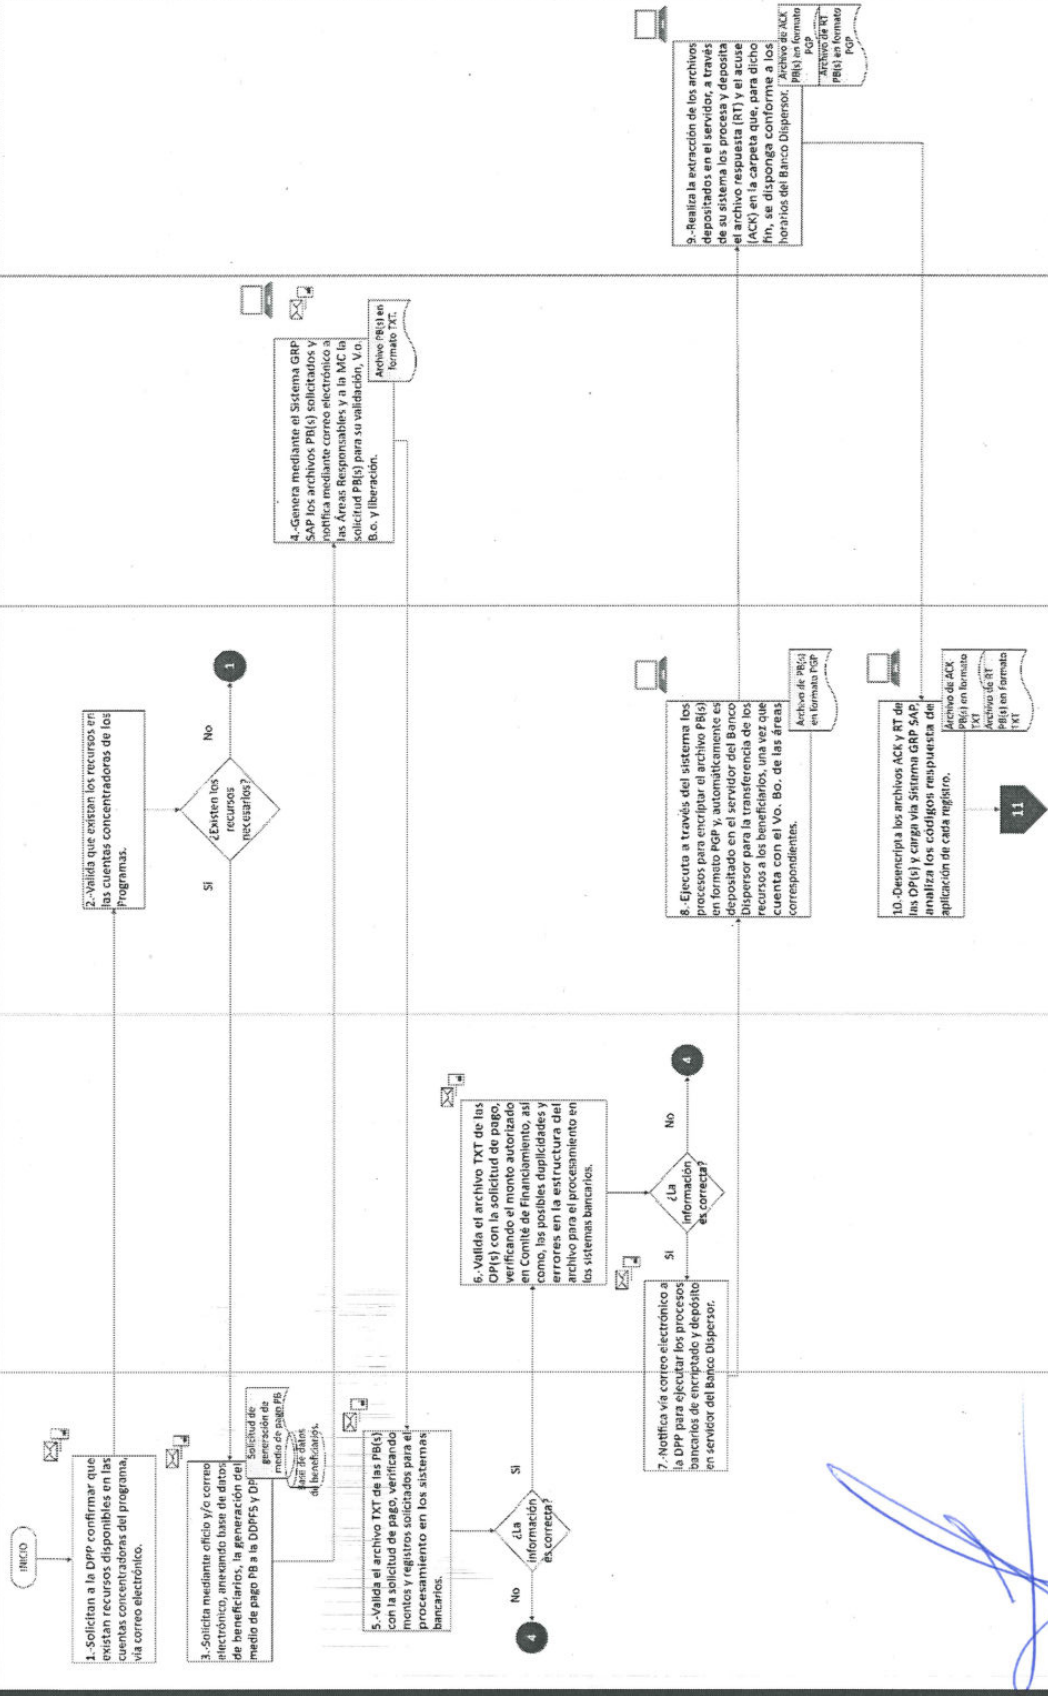 INICIO
1.-Solicitan a la DPP confirmar que
existan recursos disponibles en las
cuentas concentradoras del programa,
via correo electrónico.
2.-Valida que existan los recursos en
las cuentas concentradoras de los
Programas.
¿Existen los
recursos
necesarios?
Si
No
1
3.-Solicita mediante oficio y/o correo
electrónico, anexando base de datos
de beneficiarios, la generación del
medio de pago PB a la DDPFS y DP
Solicitud de
generación de
medio de pago PB
Base de datos
de beneficiarios.
4.-Genera mediante el Sistema GRP
SAP los archivos PB(s) solicitados y
notifica mediante correo electrónico a
las Áreas Responsables y a la MC la
solicitud PB(s) para su validación, V.o.
B.o. y liberación.
Archivo PB(s) en
formato TXT.
5.-Valida el archivo TXT de las PB(s)
con la solicitud de pago, verificando
montos y registros solicitados para el
procesamiento en los sistemas
bancarios.
¿La
información
es correcta?
No
Si
4
6.-Valida el archivo TXT de las
OP(s) con la solicitud de pago,
verificando el monto autorizado
en Comité de Financiamiento, así
como, las posibles duplicidades y
errores en la estructura del
archivo para el procesamiento en
los sistemas bancarios.
¿La
información
es correcta?
Si
No
4
7.-Notifica vía correo electrónico a
la DPP para ejecutar los procesos
bancarios de encriptado y depósito
en servidor del Banco Dispersor.
8.-Ejecuta a través del sistema los
procesos para encriptar el archivo PB(s)
en formato PGP y, automáticamente es
depositado en el servidor del Banco
Dispersor para la transferencia de los
recursos a los beneficiarios, una vez que
cuenta con el Vo. Bo. de las áreas
correspondientes.
Archivo de PB(s)
en formato PGP
9.-Realiza la extracción de los archivos
depositados en el servidor, a través
de su sistema los procesa y deposita
el archivo respuesta (RT) y el acuse
(ACK) en la carpeta que, para dicho
fin, se disponga conforme a los
horarios del Banco Dispersor.
Archivo de ACK
PB(s) en formato
PGP
Archivo de RT
PB(s) en formato
PGP
10.-Desencripta los archivos ACK y RT de
las OP(s) y carga vía Sistema GRP SAP,
analiza los códigos respuesta de
aplicación de cada registro.
Archivo de ACK
PB(s) en formato
TXT
Archivo de RT
PB(s) en formato
TXT
11